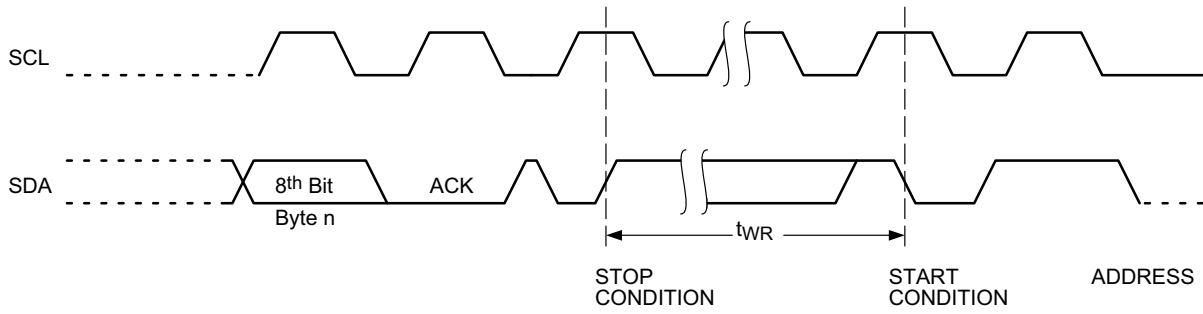 SCL
SDA
8th Bit
Byte n
ACK
tWR
STOP
CONDITION
START
CONDITION
ADDRESS